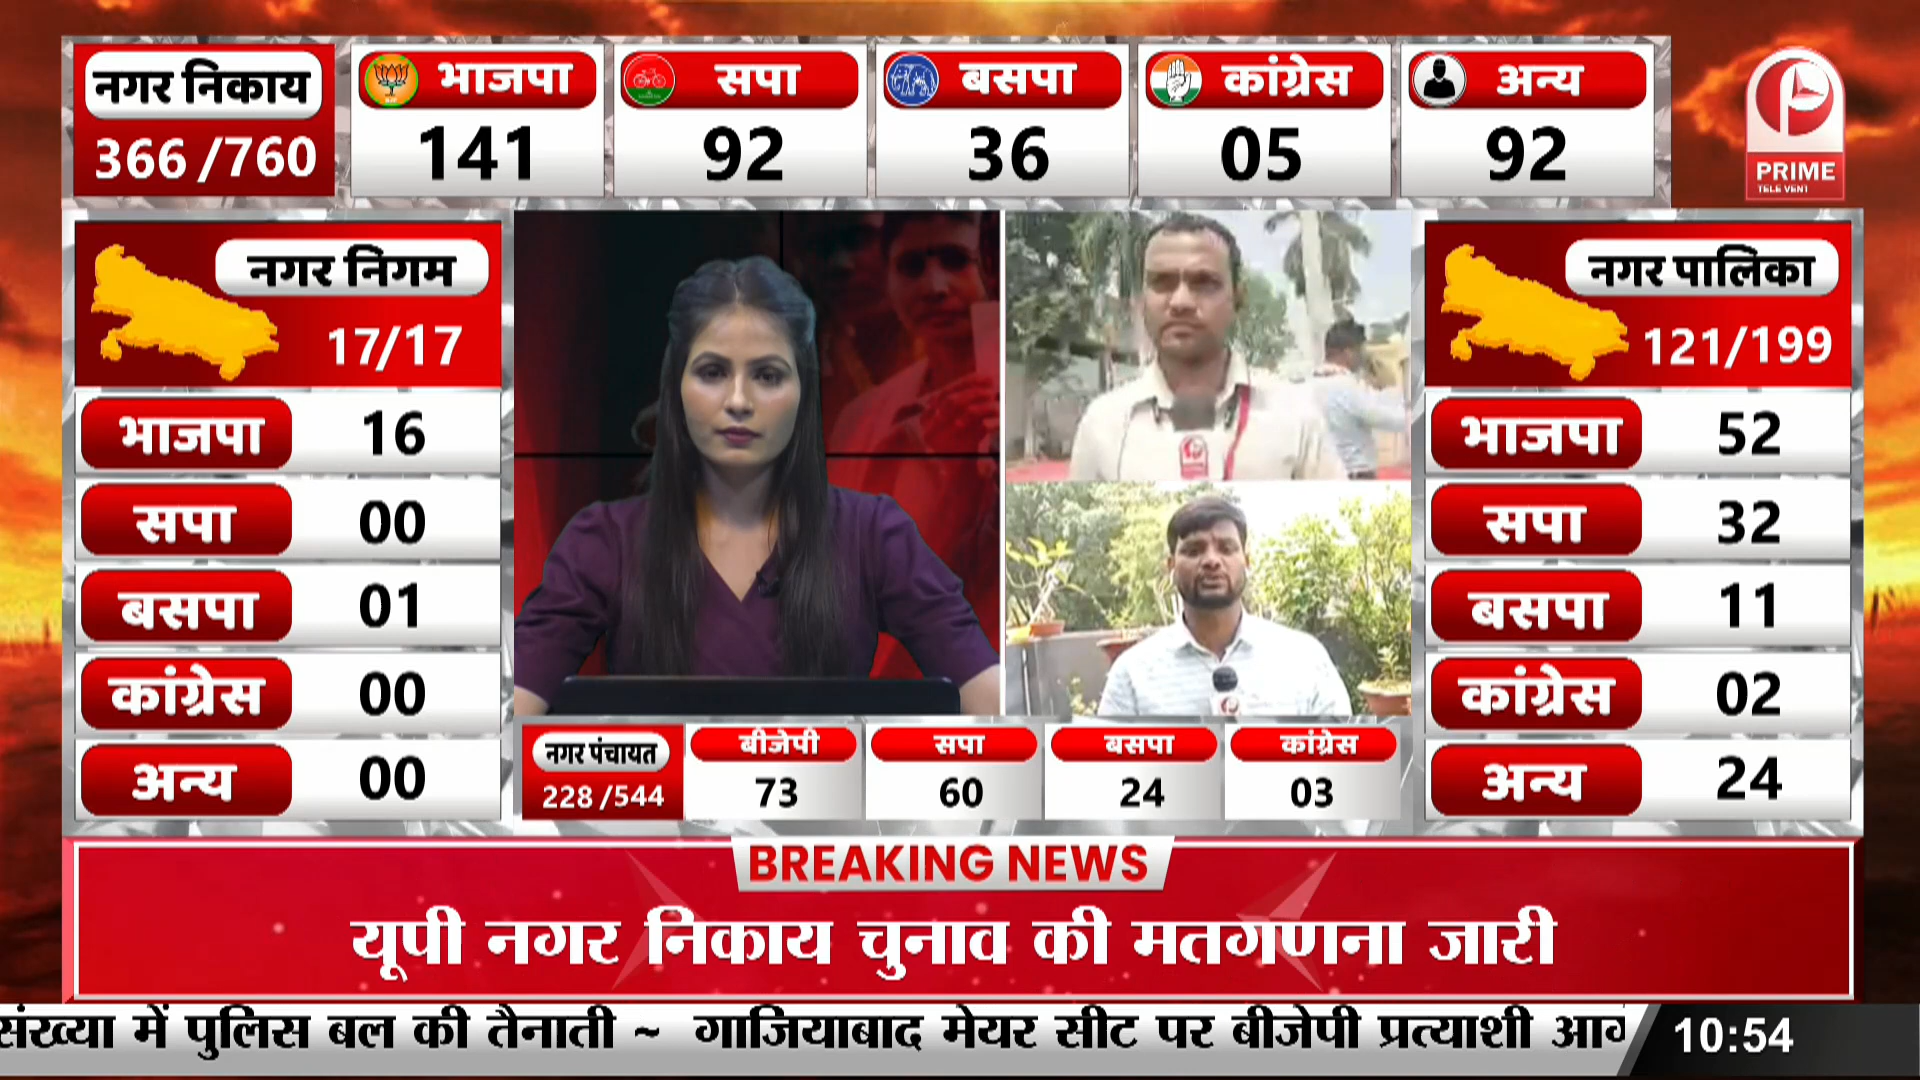 नगर निकाय
366 /760
भाजपा
141
सपा
92
बसपा
36
कांग्रेस
05
अन्य
92
PRIME
TELE VENT
नगर निगम
17/17
भाजपा 16
सपा 00
बसपा 01
कांग्रेस 00
अन्य 00
नगर पालिका
121/199
भाजपा 52
सपा 32
बसपा 11
कांग्रेस 02
अन्य 24
नगर पंचायत
228 /544
बीजेपी
73
सपा
60
बसपा
24
कांग्रेस
03
BREAKING NEWS
यूपी नगर निकाय चुनाव की मतगणना जारी
संख्या में पुलिस बल की तैनाती ~ गाजियाबाद मेयर सीट पर बीजेपी प्रत्याशी
10:54